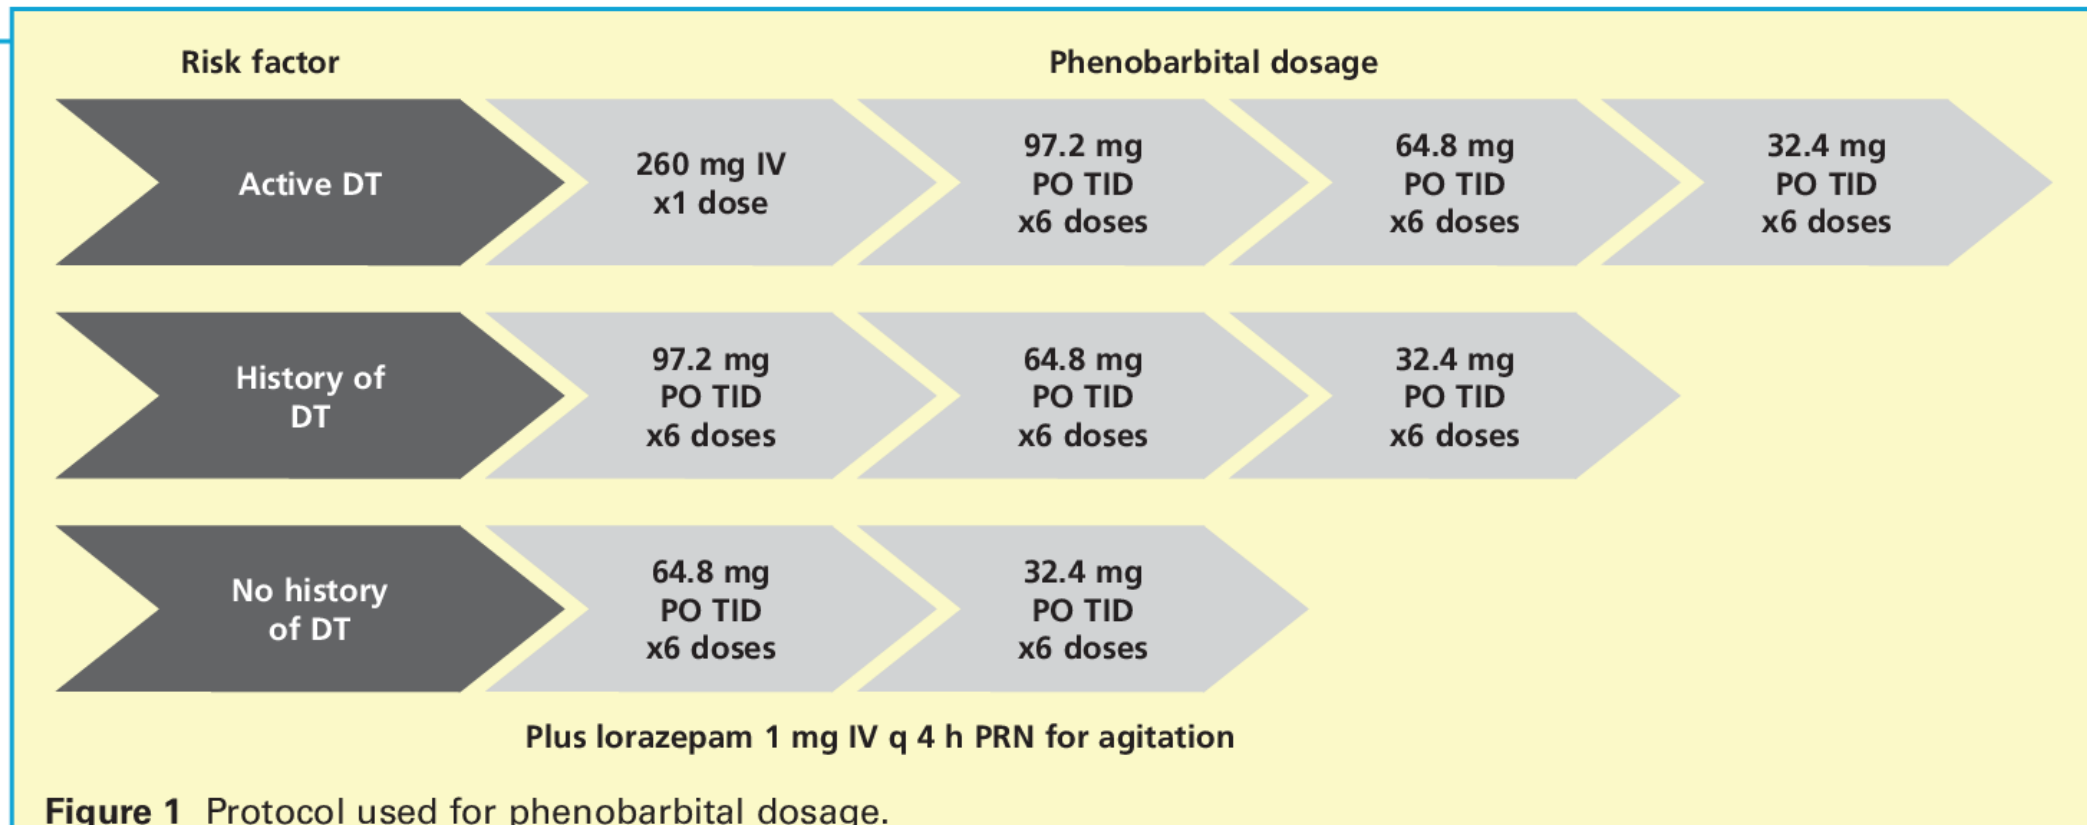 Risk factor
Phenobarbital dosage
Active DT
260 mg IV
x1 dose
97.2 mg
PO TID
x6 doses
64.8 mg
PO TID
x6 doses
32.4 mg
PO TID
x6 doses
History of
DT
97.2 mg
PO TID
x6 doses
64.8 mg
PO TID
x6 doses
32.4 mg
PO TID
x6 doses
No history
of DT
64.8 mg
PO TID
x6 doses
32.4 mg
PO TID
x6 doses
Plus lorazepam 1 mg IV q 4 h PRN for agitation
Figure 1 Protocol used for phenobarbital dosage.